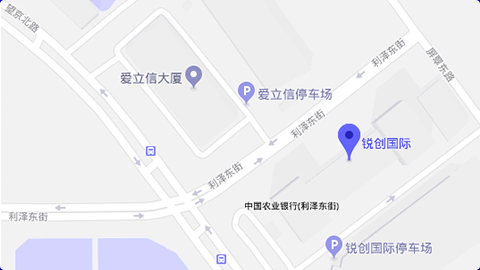 望京北路
利泽东街
屏翠东路
爱立信大厦
P
爱立信停车场
利泽东街
锐创国际
利泽东街
中国农业银行(利泽东街)
利泽东街
P
锐创国际停车场